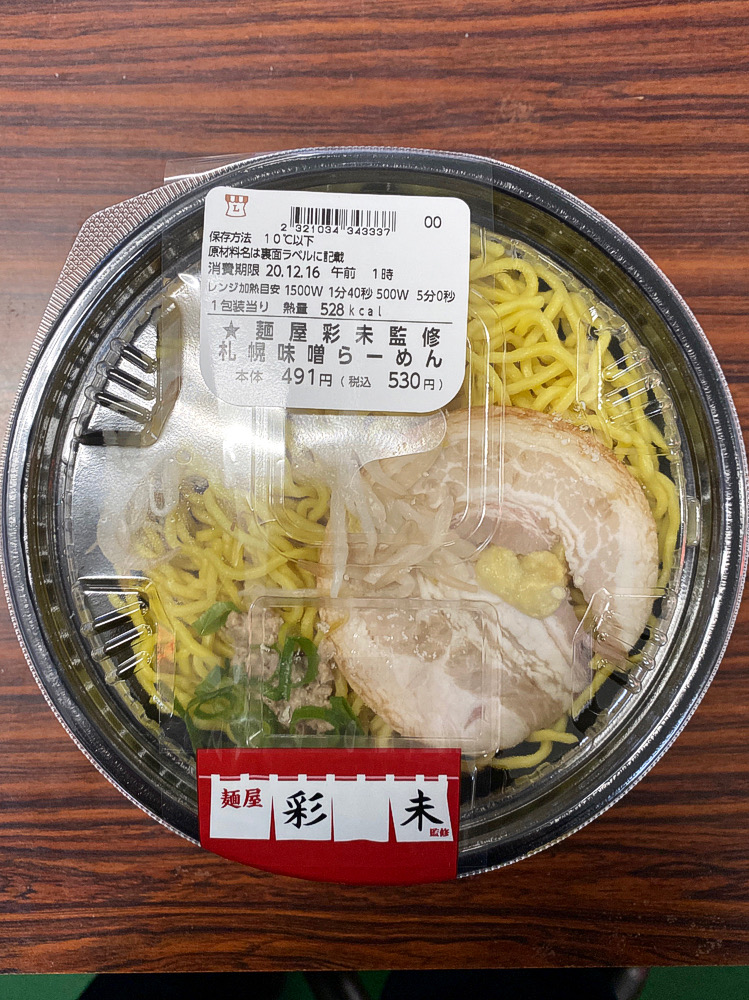 L
2 321034 343337
00
保存方法 10℃以下
原材料名は裏面ラベルに記載
消費期限 20.12.16 午前 1時
レンジ加熱目安 1500W 1分40秒 500W 5分0秒
1包装当り 熱量 528kcal
★麺屋彩未監修
札幌味噌らーめん
本体 491円(税込 530円)
麺屋 彩 未 監修